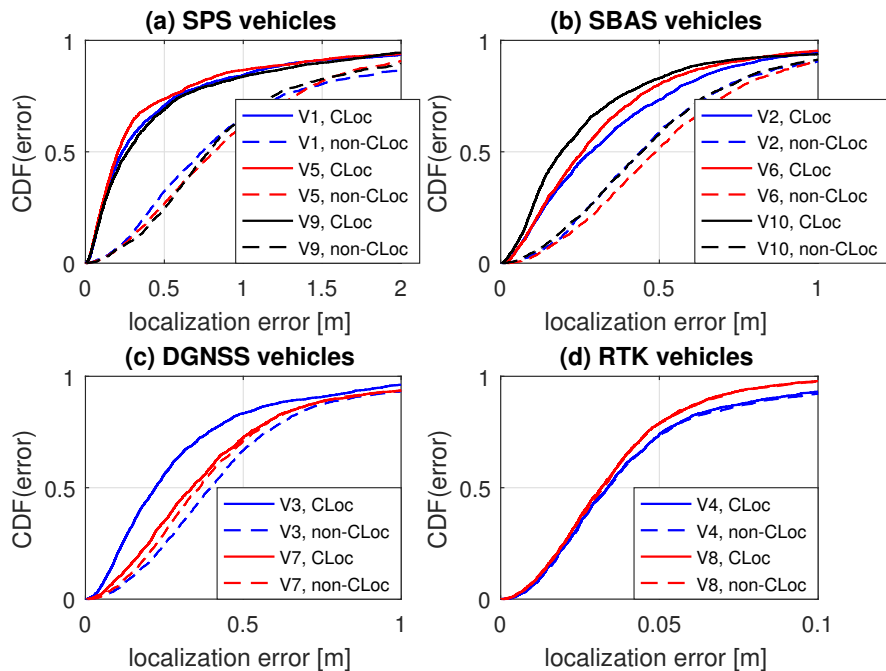 (a) SPS vehicles
CDF(error)
1
0.5
0
0 0.5 1 1.5 2
localization error [m]
V1, CLoc
V1, non-CLoc
V5, CLoc
V5, non-CLoc
V9, CLoc
V9, non-CLoc
(b) SBAS vehicles
CDF(error)
1
0.5
0
0 0.5 1
localization error [m]
V2, CLoc
V2, non-CLoc
V6, CLoc
V6, non-CLoc
V10, CLoc
V10, non-CLoc
(c) DGNSS vehicles
CDF(error)
1
0.5
0
0 0.5 1
localization error [m]
V3, CLoc
V3, non-CLoc
V7, CLoc
V7, non-CLoc
(d) RTK vehicles
CDF(error)
1
0.5
0
0 0.05 0.1
localization error [m]
V4, CLoc
V4, non-CLoc
V8, CLoc
V8, non-CLoc